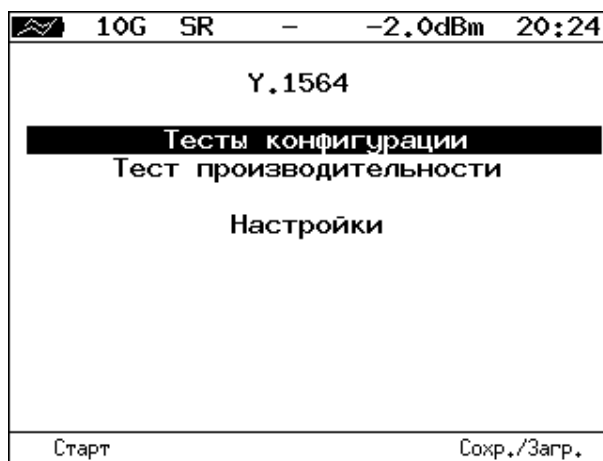 10G SR – –2.0dBm 20:24
Y.1564
Тесты конфигурации
Тест производительности
Настройки
Старт Сохр./Загр.